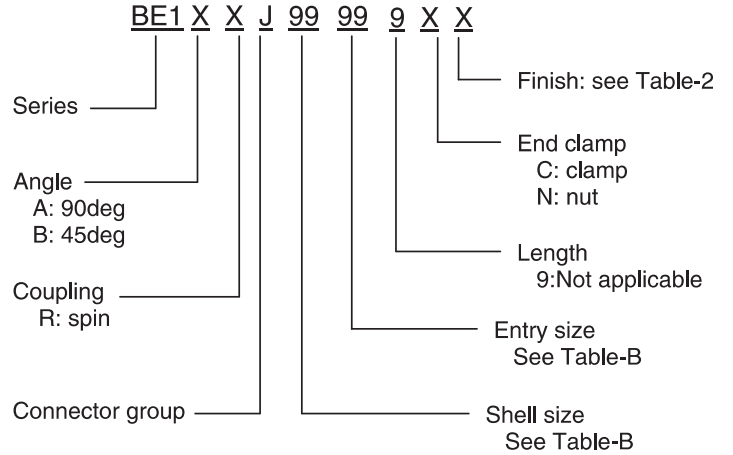 BE1 X X J 99 99 9 X X
Series
Angle
A: 90deg
B: 45deg
Coupling
R: spin
Connector group
Finish: see Table-2
End clamp
C: clamp
N: nut
Length
9:Not applicable
Entry size
See Table-B
Shell size
See Table-B